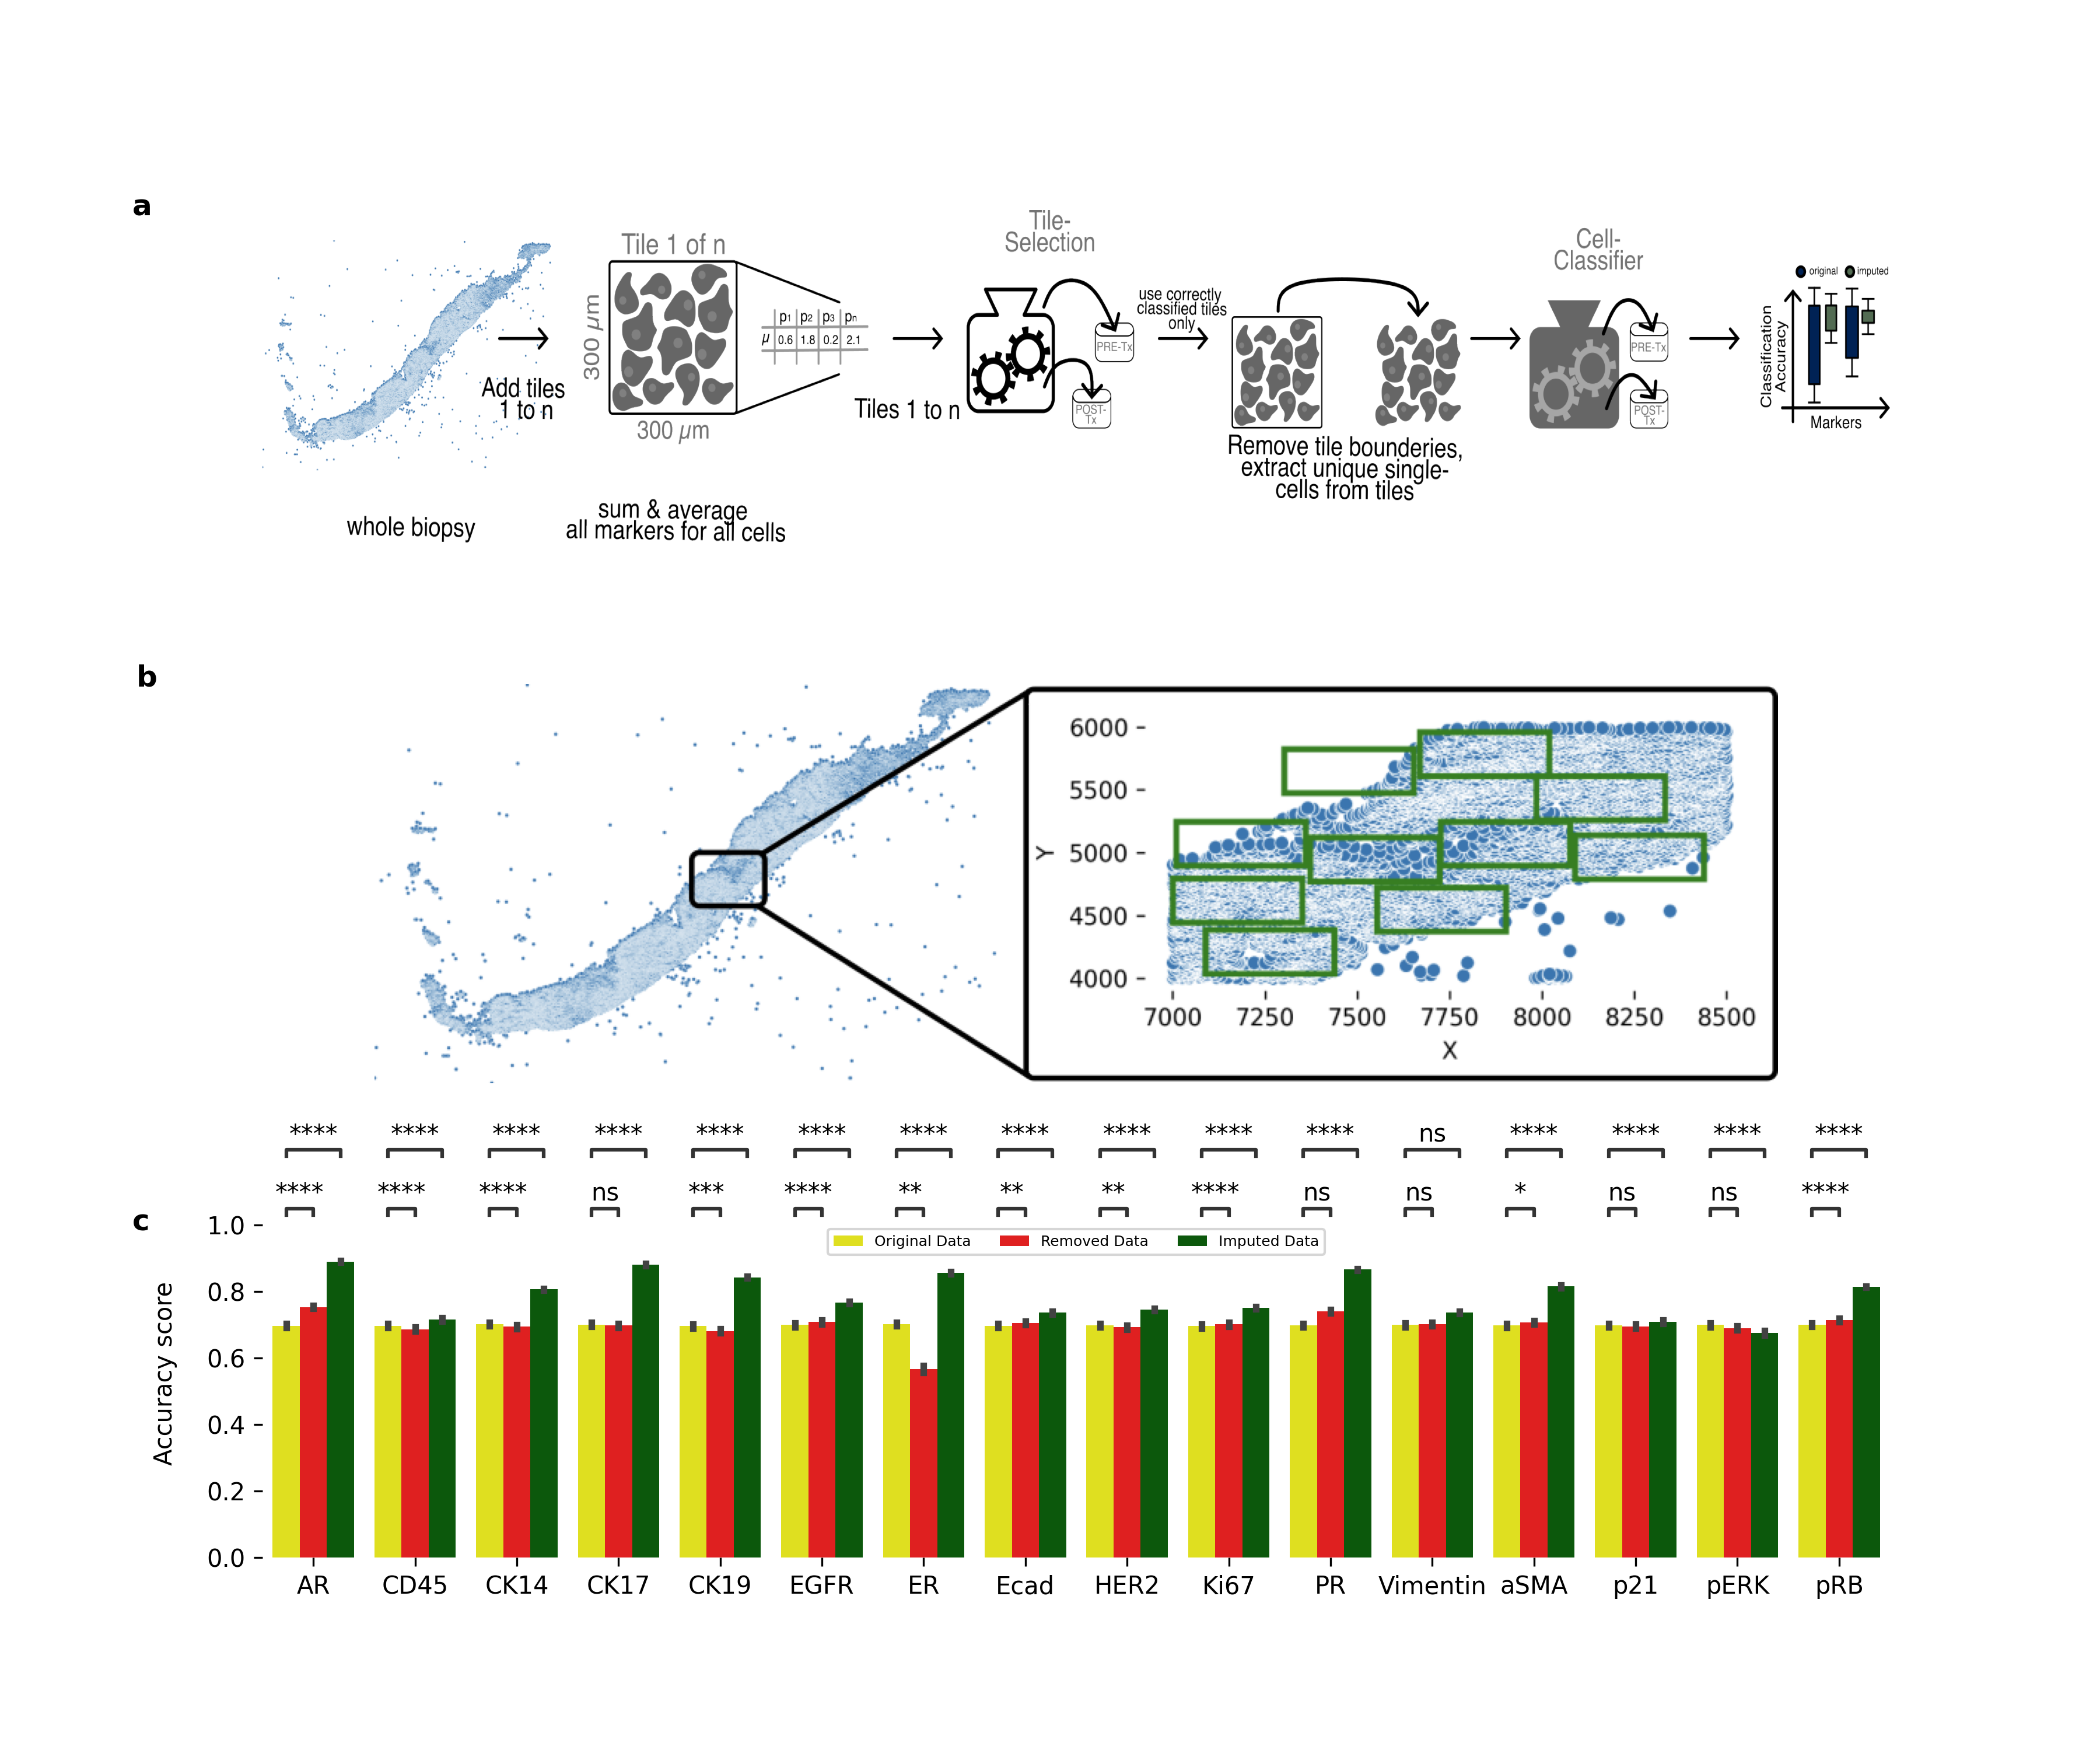 a
whole biopsy
Add tiles
1 to n
Tile 1 of n
300 µm
300 µm
sum & average
all markers for all cells
p1 p2 p3 pn
µ 0.6 1.8 0.2 2.1
Tiles 1 to n
Tile-
Selection
PRE-Tx
POST-
Tx
use correctly
classified tiles
only
Remove tile bounderies,
extract unique single-
cells from tiles
Cell-
Classifier
PRE-Tx
POST-
Tx
original imputed
Classification
Accuracy
Markers
b
6000
5500
5000
4500
4000
Y
7000 7250 7500 7750 8000 8250 8500
X
**** **** **** **** **** **** **** **** **** **** **** ns **** **** **** ****
**** **** **** ns *** **** ** ** ** **** ns ns * ns ns ****
c
Original Data Removed Data Imputed Data
1.0
0.8
0.6
0.4
0.2
0.0
Accuracy score
AR CD45 CK14 CK17 CK19 EGFR ER Ecad HER2 Ki67 PR Vimentin aSMA p21 pERK pRB